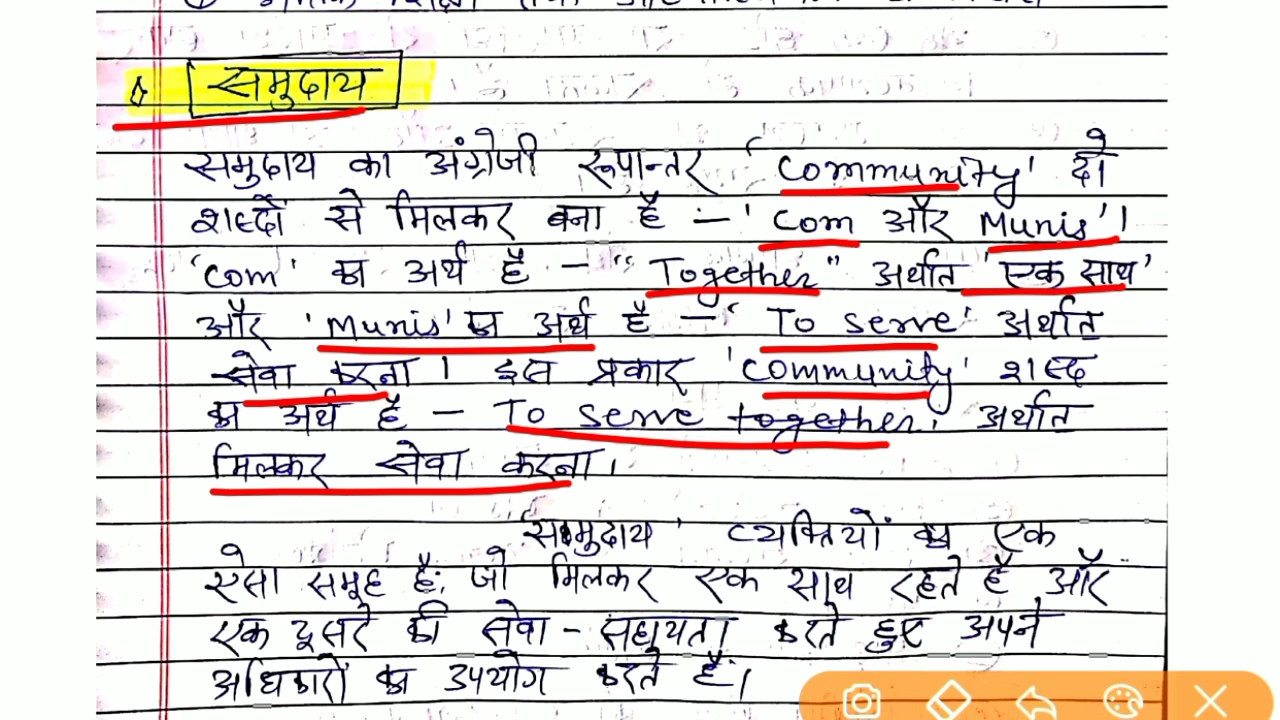 समुदाय
समुदाय का अंग्रेजी रूपान्तर 'Community' दो
शब्दों से मिलकर बना है :- 'Com और Munis'।
'com' का अर्थ है - "Together" अर्थात 'एक साथ'
और 'Munis' का अर्थ है - 'To serve' अर्थात
सेवा करना। इस प्रकार 'Community' शब्द
का अर्थ है - To serve together, अर्थात
मिलकर सेवा करना।
समुदाय' व्यक्तियों का एक
ऐसा समूह है; जो मिलकर एक साथ रहते है और
एक दूसरे की सेवा - सहायता करते हुए अपने
अधिकारों का उपयोग करते हैं।